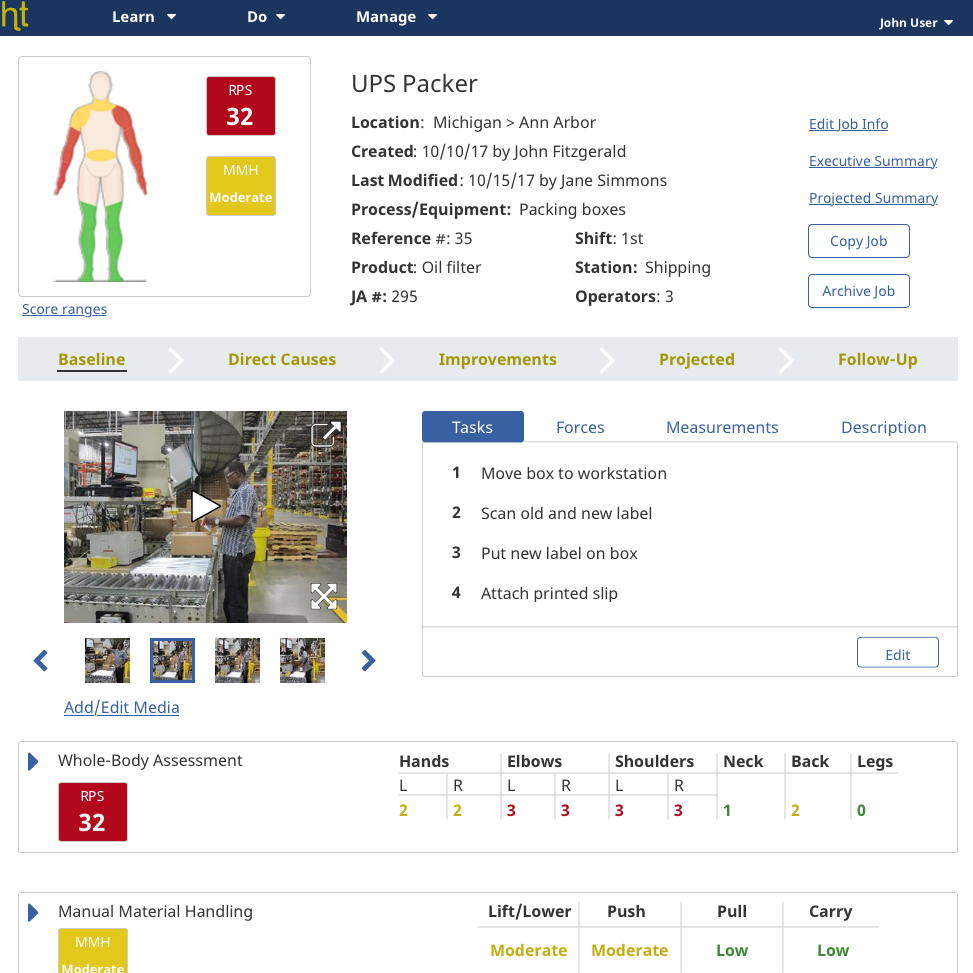 ht Learn Do Manage John User
RPS
32
MMH
Moderate
Score ranges
UPS Packer
Location: Michigan > Ann Arbor
Created: 10/10/17 by John Fitzgerald
Last Modified: 10/15/17 by Jane Simmons
Process/Equipment: Packing boxes
Reference #: 35 Shift: 1st
Product: Oil filter Station: Shipping
JA #: 295 Operators: 3
Edit Job Info
Executive Summary
Projected Summary
Copy Job
Archive Job
Baseline Direct Causes Improvements Projected Follow-Up
Add/Edit Media
Tasks Forces Measurements Description
1 Move box to workstation
2 Scan old and new label
3 Put new label on box
4 Attach printed slip
Edit
Whole-Body Assessment
RPS
32
Hands Elbows Shoulders Neck Back Legs
L R L R L R
2 2 3 3 3 3 1 2 0
Manual Material Handling
MMH
Moderate
Lift/Lower Push Pull Carry
Moderate Moderate Low Low